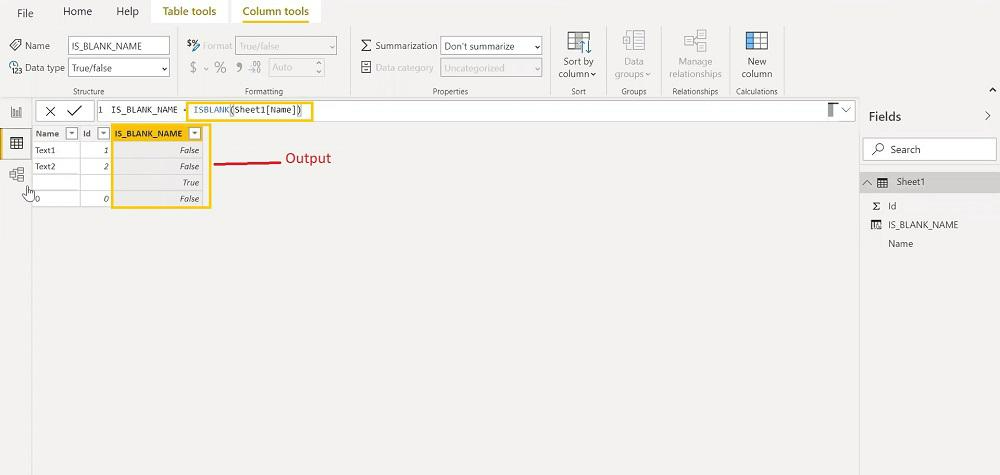 File Home Help Table tools Column tools
Name IS_BLANK_NAME $% Format True/false Σ Summarization Don't summarize
123 Data type True/false $ % 9 .00 Auto Data category Uncategorized
Sort by column
Data groups
Manage relationships
New column
Structure Formatting Properties Sort Groups Relationships Calculations
1 IS_BLANK_NAME = ISBLANK(Sheet1[Name])
Name Id IS_BLANK_NAME
Text1 1 False
Text2 2 False
True
0 0 False
Output
Fields
Search
Sheet1
Σ Id
IS_BLANK_NAME
Name